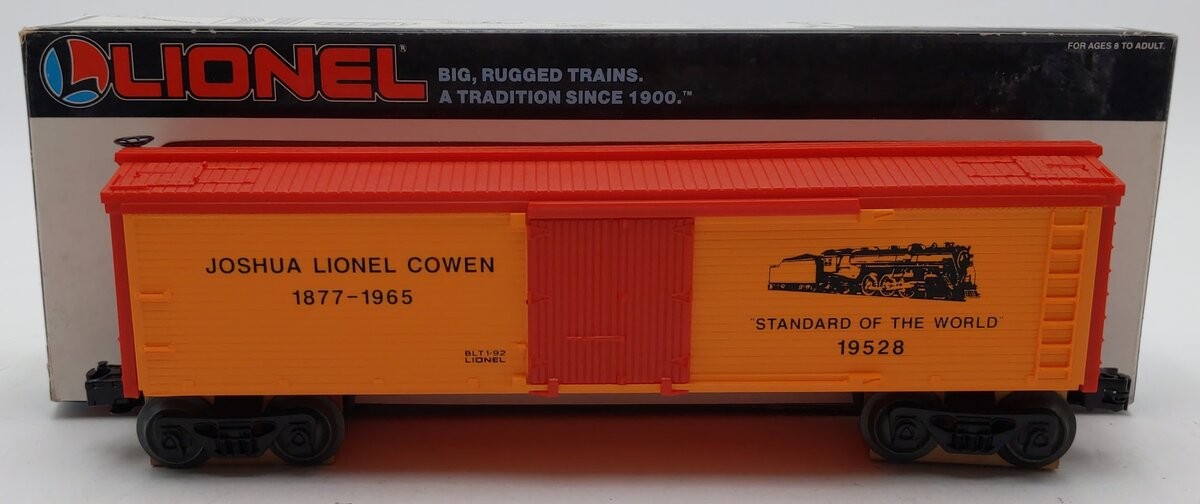 LIONEL®
BIG, RUGGED TRAINS.
A TRADITION SINCE 1900.™
FOR AGES 8 TO ADULT.
JOSHUA LIONEL COWEN
1877-1965
BLT 1-92
LIONEL
"STANDARD OF THE WORLD"
19528